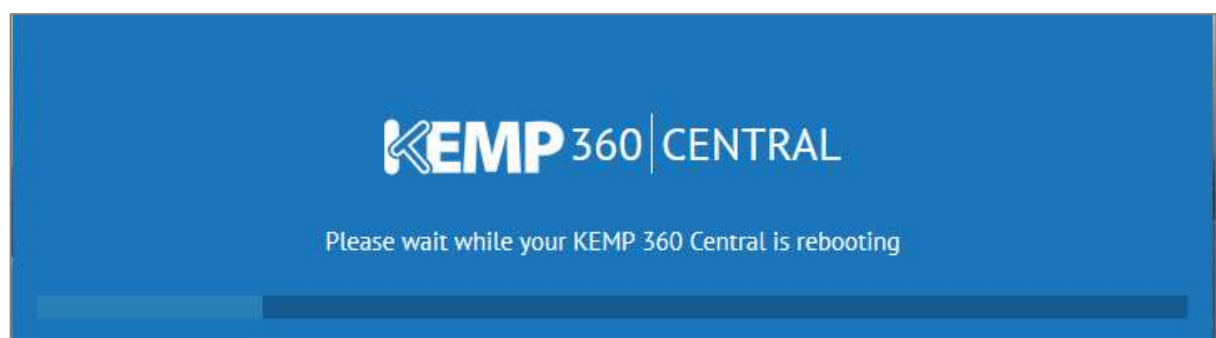 KEMP 360 CENTRAL
Please wait while your KEMP 360 Central is rebooting